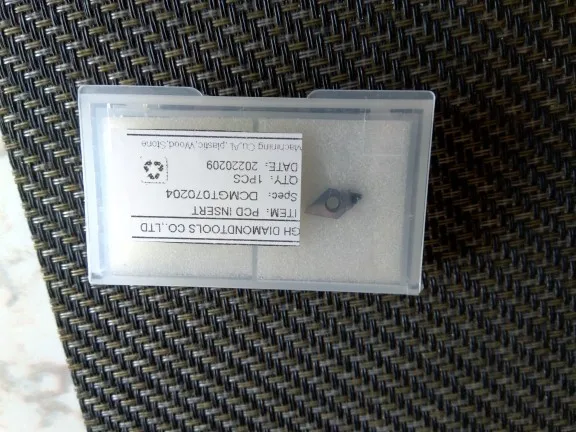 GH DIAMONDTOOLS CO.,LTD
ITEM: PCD INSERT
Spec: DCMGT070204
QTY: 1PCS
DATE: 20220209
Machining Cu,AL,plastic,Wood,Stone